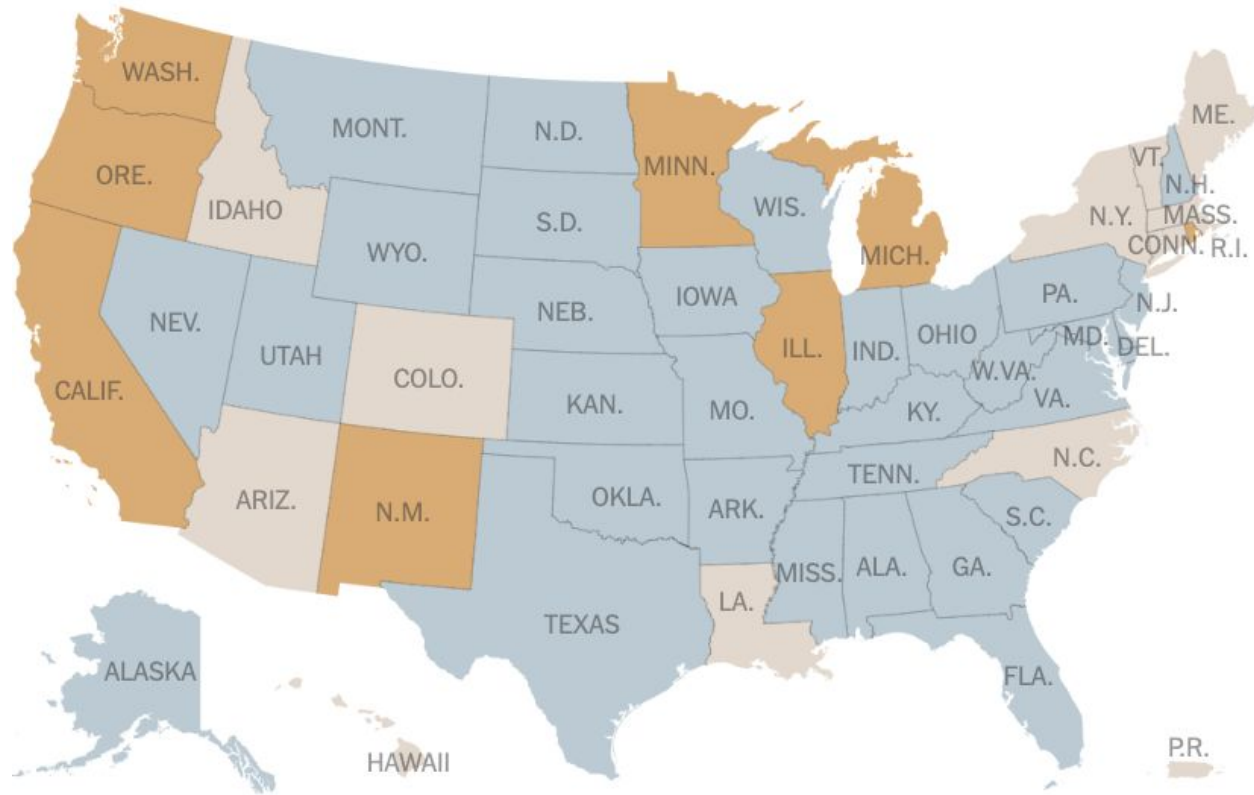 WASH.
ME.
MONT.
N.D.
VT.
MINN.
ORE.
N.H.
WIS.
IDAHO
N.Y.
MASS.
S.D.
WYO.
CONN.
R.I.
MICH.
IOWA
PA.
NEB.
N.J.
NEV.
OHIO
MD.
DEL.
ILL.
IND.
UTAH
W.VA.
COLO.
CALIF.
KAN.
MO.
KY.
VA.
N.C.
TENN.
ARIZ.
OKLA.
N.M.
ARK.
S.C.
MISS.
ALA.
GA.
LA.
TEXAS
ALASKA
FLA.
P.R.
HAWAII